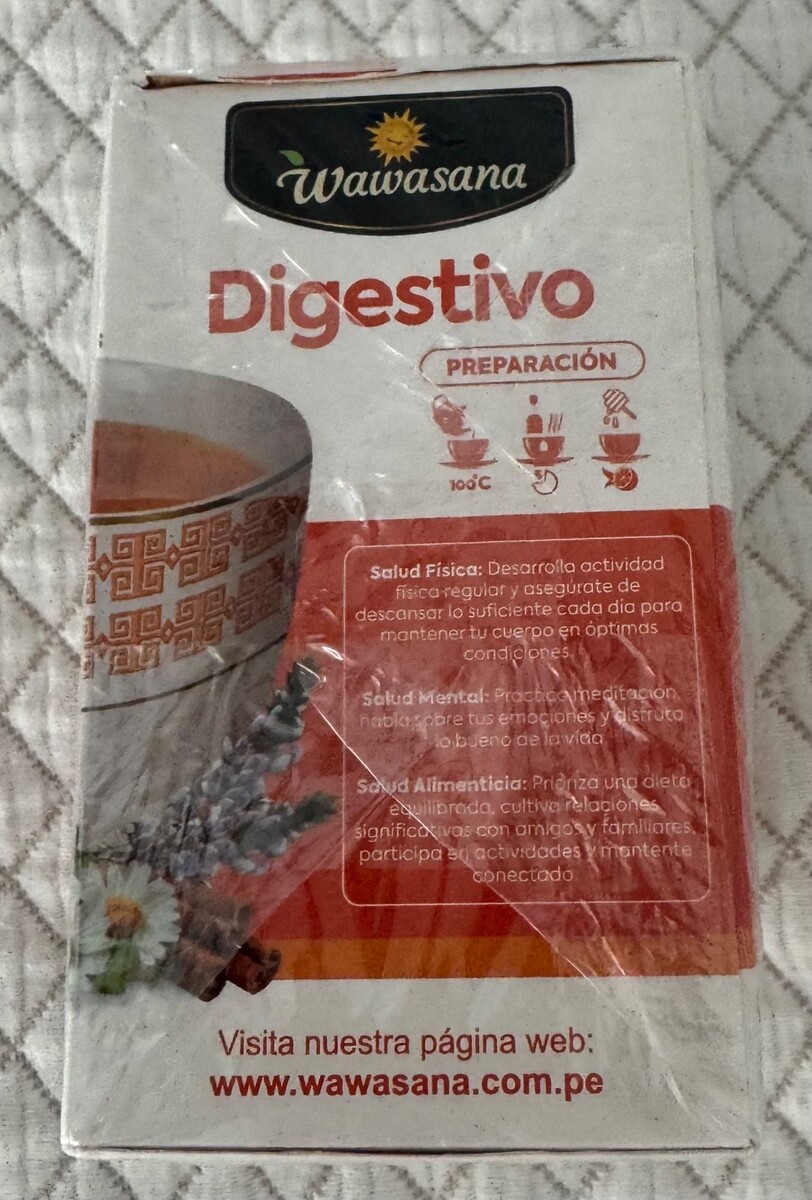 Wawasana
Digestivo
PREPARACIÓN
100°C
5'
Salud Física: Desarrolla actividad
física regular y asegúrate de
descansar lo suficiente cada día para
mantener tu cuerpo en óptimas
condiciones.
Salud Mental: Practica meditación,
habla sobre tus emociones y disfruta
lo bueno de la vida
Salud Alimenticia: Prioriza una dieta
equilibrada, cultiva relaciones
significativas con amigos y familiares,
participa en actividades y mantente
conectado.
Visita nuestra página web:
www.wawasana.com.pe